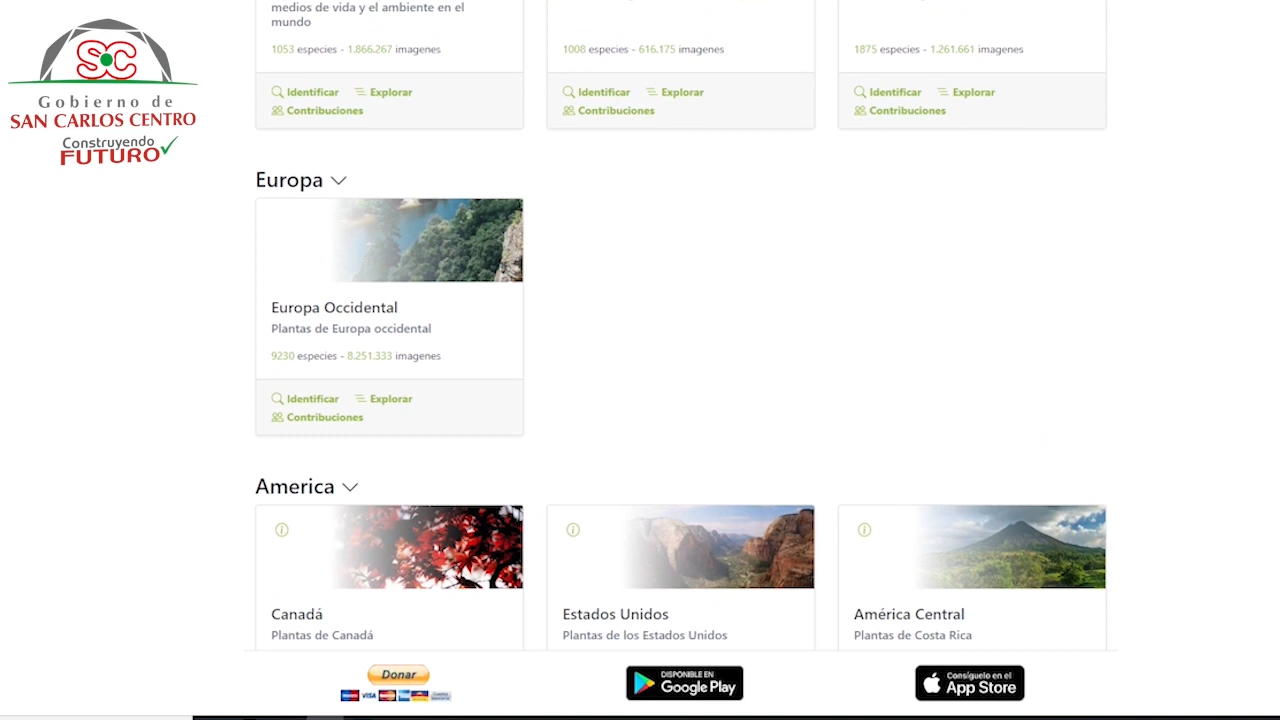 SC
Gobierno de
SAN CARLOS CENTRO
Construyendo
FUTURO
medios de vida y el ambiente en el
mundo
1053 especies - 1.866.267 imagenes
1008 especies - 616.175 imagenes
1875 especies - 1.261.661 imagenes
Identificar Explorar
Contribuciones
Identificar Explorar
Contribuciones
Identificar Explorar
Contribuciones
Europa
Europa Occidental
Plantas de Europa occidental
9230 especies - 8.251.333 imagenes
Identificar Explorar
Contribuciones
America
Canadá
Plantas de Canadá
Estados Unidos
Plantas de los Estados Unidos
América Central
Plantas de Costa Rica
Donar
VISA
DISPONIBLE EN
Google Play
Consíguelo en el
App Store